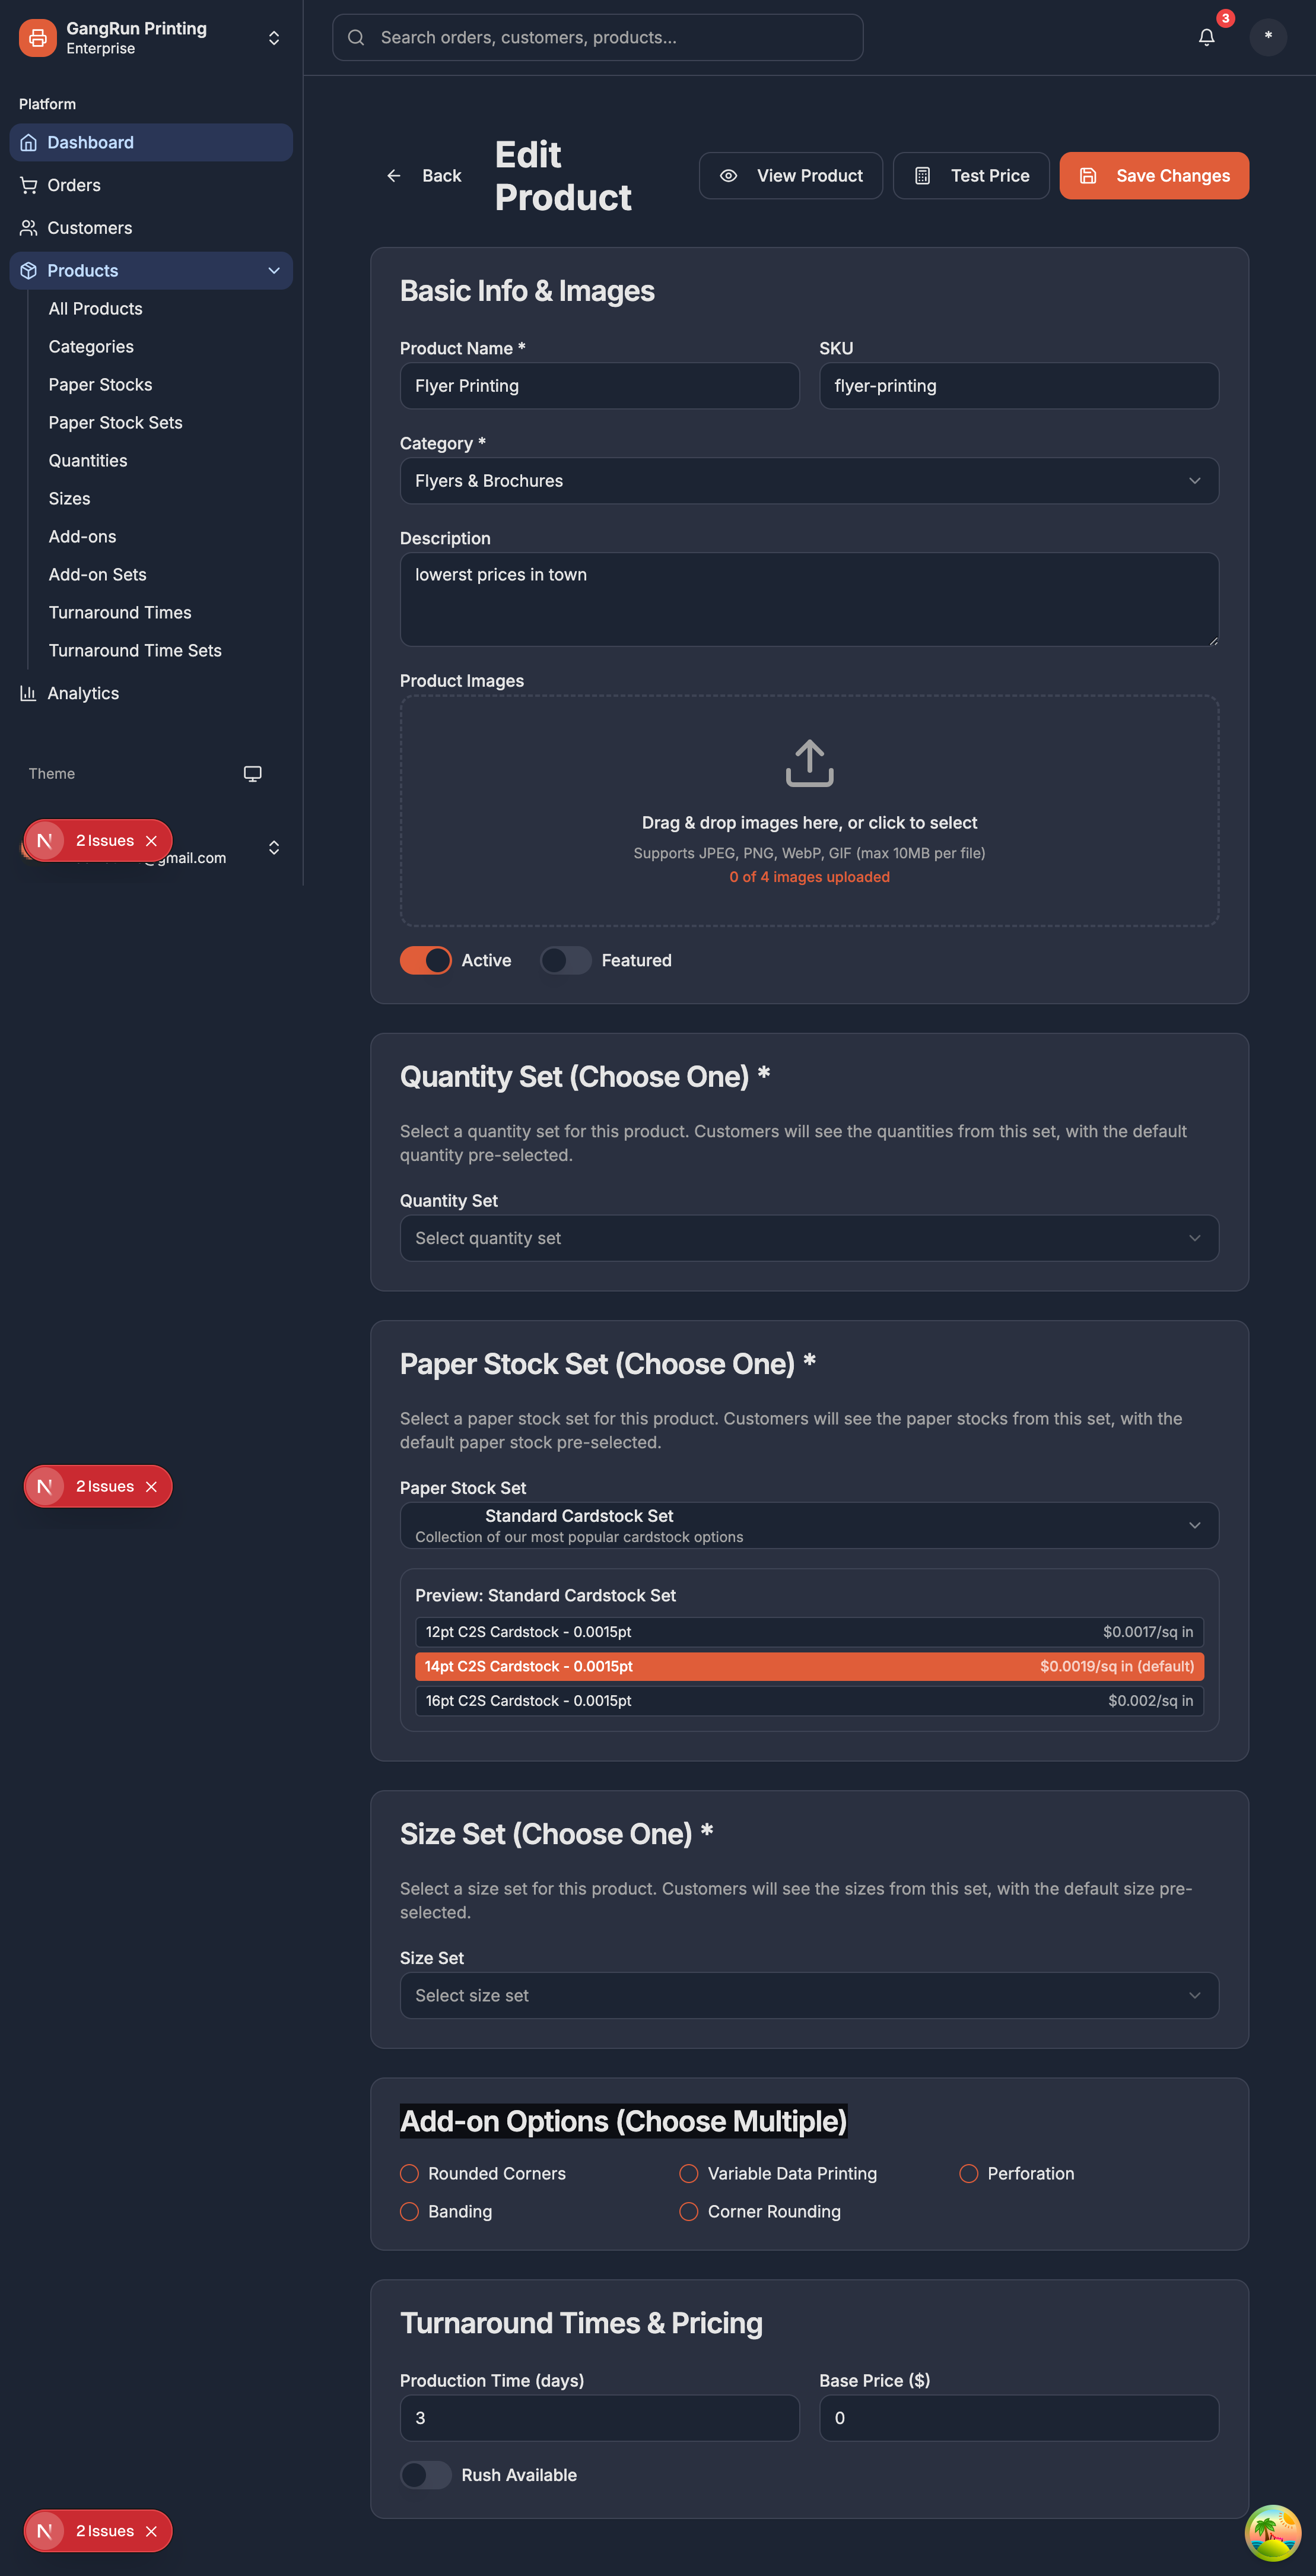 GangRun Printing
Enterprise
Search orders, customers, products...
3
*
Platform
Dashboard
Orders
Customers
Products
All Products
Categories
Paper Stocks
Paper Stock Sets
Quantities
Sizes
Add-ons
Add-on Sets
Turnaround Times
Turnaround Time Sets
Analytics
Theme
N 2 Issues
@gmail.com
Back
Edit
Product
View Product
Test Price
Save Changes
Basic Info & Images
Product Name *
SKU
Flyer Printing
flyer-printing
Category *
Flyers & Brochures
Description
lowerst prices in town
Product Images
Drag & drop images here, or click to select
Supports JPEG, PNG, WebP, GIF (max 10MB per file)
0 of 4 images uploaded
Active
Featured
Quantity Set (Choose One) *
Select a quantity set for this product. Customers will see the quantities from this set, with the default
quantity pre-selected.
Quantity Set
Select quantity set
Paper Stock Set (Choose One) *
Select a paper stock set for this product. Customers will see the paper stocks from this set, with the
default paper stock pre-selected.
N 2 Issues
Paper Stock Set
Standard Cardstock Set
Collection of our most popular cardstock options
Preview: Standard Cardstock Set
12pt C2S Cardstock - 0.0015pt $0.0017/sq in
14pt C2S Cardstock - 0.0015pt $0.0019/sq in (default)
16pt C2S Cardstock - 0.0015pt $0.002/sq in
Size Set (Choose One) *
Select a size set for this product. Customers will see the sizes from this set, with the default size pre-
selected.
Size Set
Select size set
Add-on Options (Choose Multiple)
Rounded Corners
Variable Data Printing
Perforation
Banding
Corner Rounding
Turnaround Times & Pricing
Production Time (days)
Base Price ($)
3
0
Rush Available
N 2 Issues